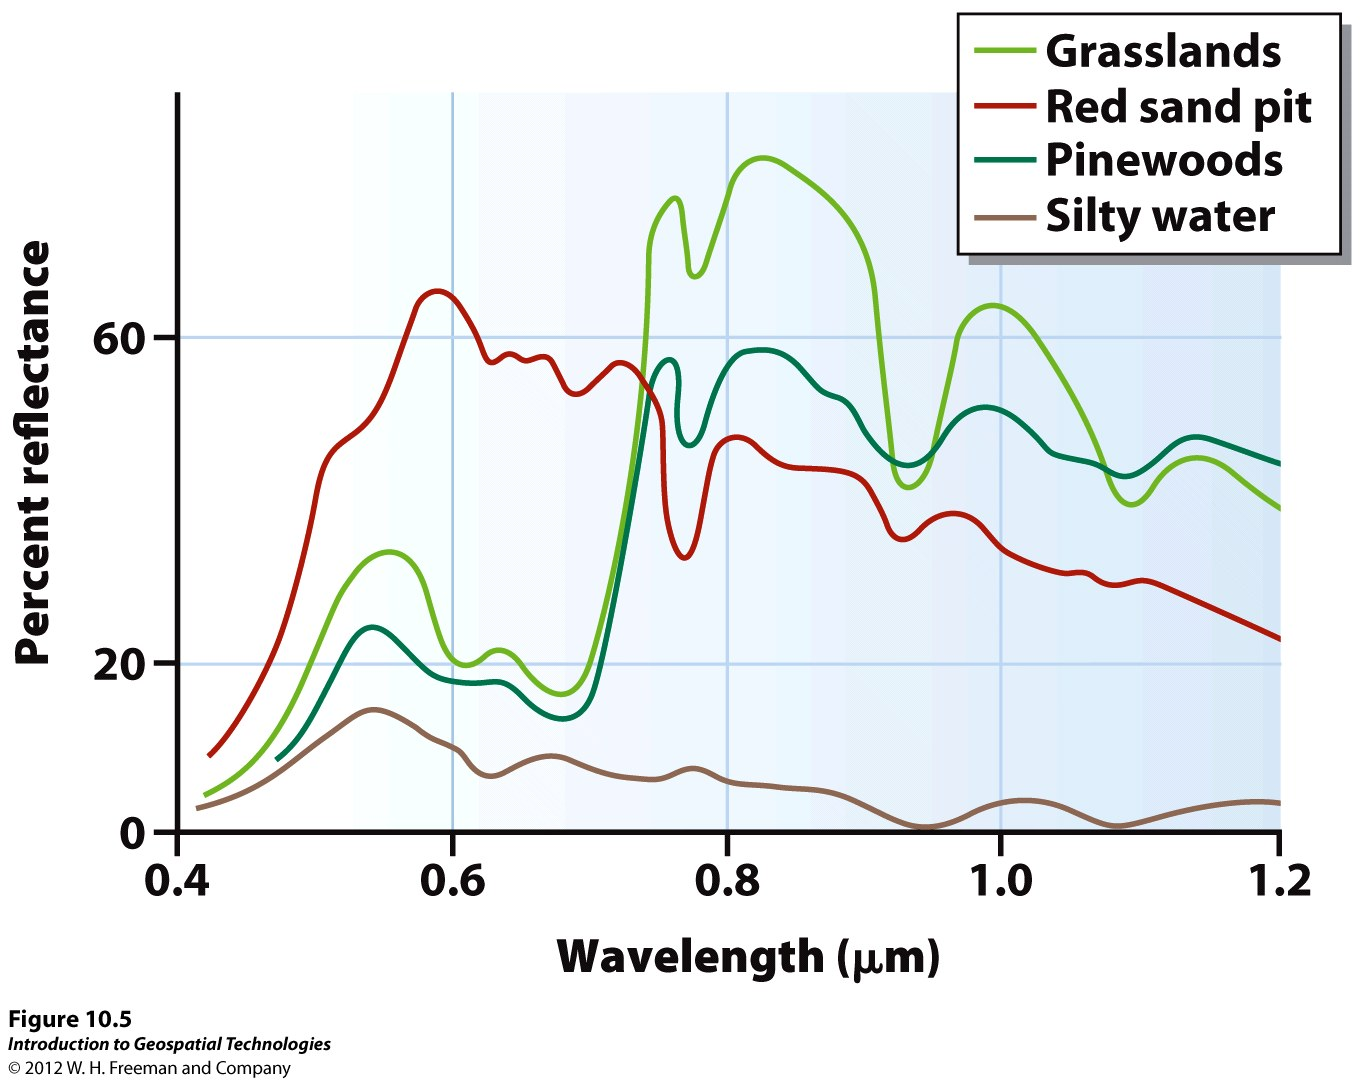 Grasslands
Red sand pit
Pinewoods
Silty water
Percent reflectance
60
20
0
0.4 0.6 0.8 1.0 1.2
Wavelength (μm)
Figure 10.5
Introduction to Geospatial Technologies
© 2012 W. H. Freeman and Company